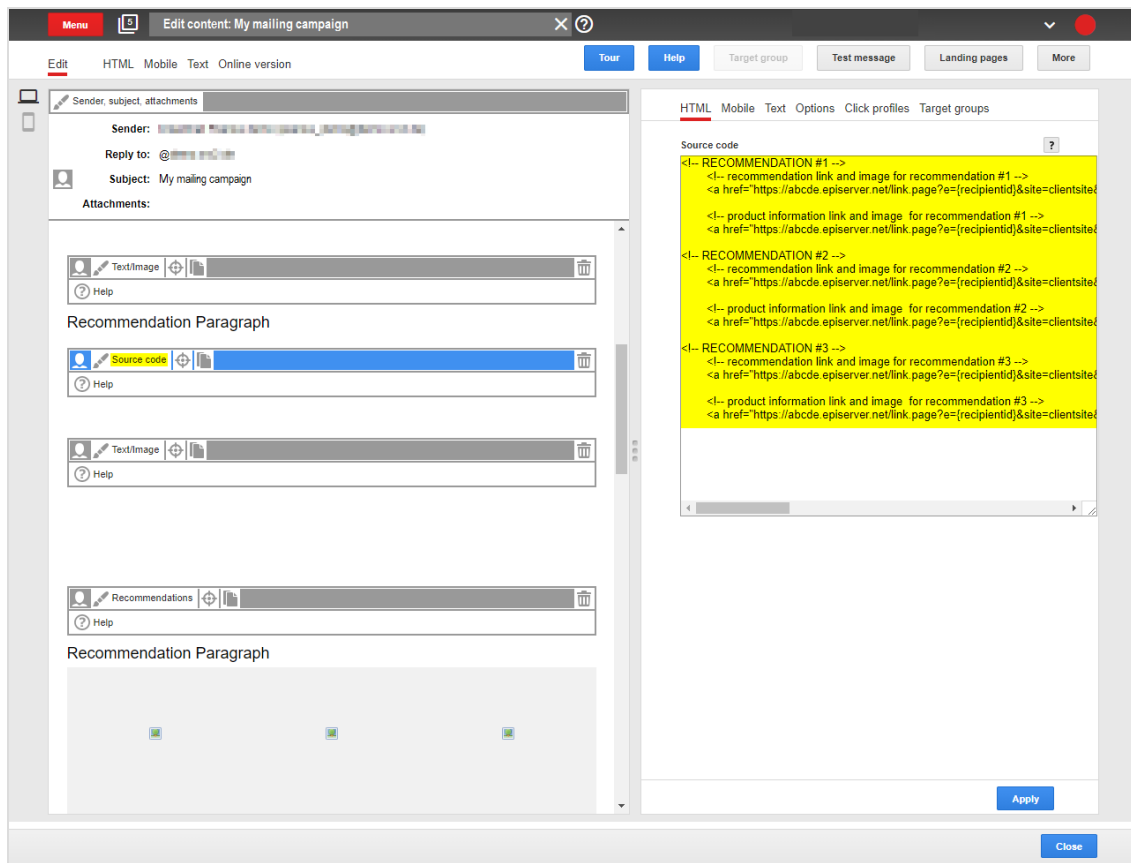 Menu 5 Edit content: My mailing campaign ?
Edit HTML Mobile Text Online version Tour Help Target group Test message Landing pages More
Sender, subject, attachments
Sender:
Reply to: @
Subject: My mailing campaign
Attachments:
Text/Image
? Help
Recommendation Paragraph
Source code
? Help
Text/Image
? Help
Recommendations
? Help
Recommendation Paragraph
HTML Mobile Text Options Click profiles Target groups
Source code ?
<!-- RECOMMENDATION #1 -->
<!-- recommendation link and image for recommendation #1 -->
<a href="https://abcde.episerver.net/link.page?e={recipientid}&site=clientsite&
<!-- product information link and image  for recommendation #1 -->
<a href="https://abcde.episerver.net/link.page?e={recipientid}&site=clientsite&
<!-- RECOMMENDATION #2 -->
<!-- recommendation link and image for recommendation #2 -->
<a href="https://abcde.episerver.net/link.page?e={recipientid}&site=clientsite&
<!-- product information link and image  for recommendation #2 -->
<a href="https://abcde.episerver.net/link.page?e={recipientid}&site=clientsite&
<!-- RECOMMENDATION #3 -->
<!-- recommendation link and image for recommendation #3 -->
<a href="https://abcde.episerver.net/link.page?e={recipientid}&site=clientsite&
<!-- product information link and image  for recommendation #3 -->
<a href="https://abcde.episerver.net/link.page?e={recipientid}&site=clientsite&
Apply
Close